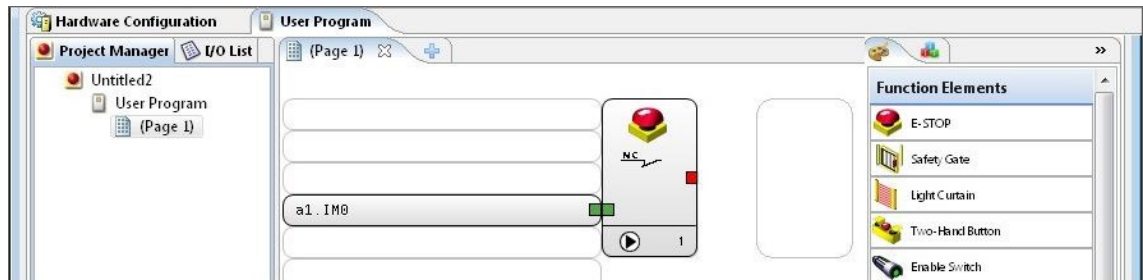 Hardware Configuration
User Program
Project Manager
I/O List
(Page 1)
»
Untitled2
User Program
(Page 1)
NC
a1.IM0
1
Function Elements
E-STOP
Safety Gate
Light Curtain
Two-Hand Button
Enable Switch